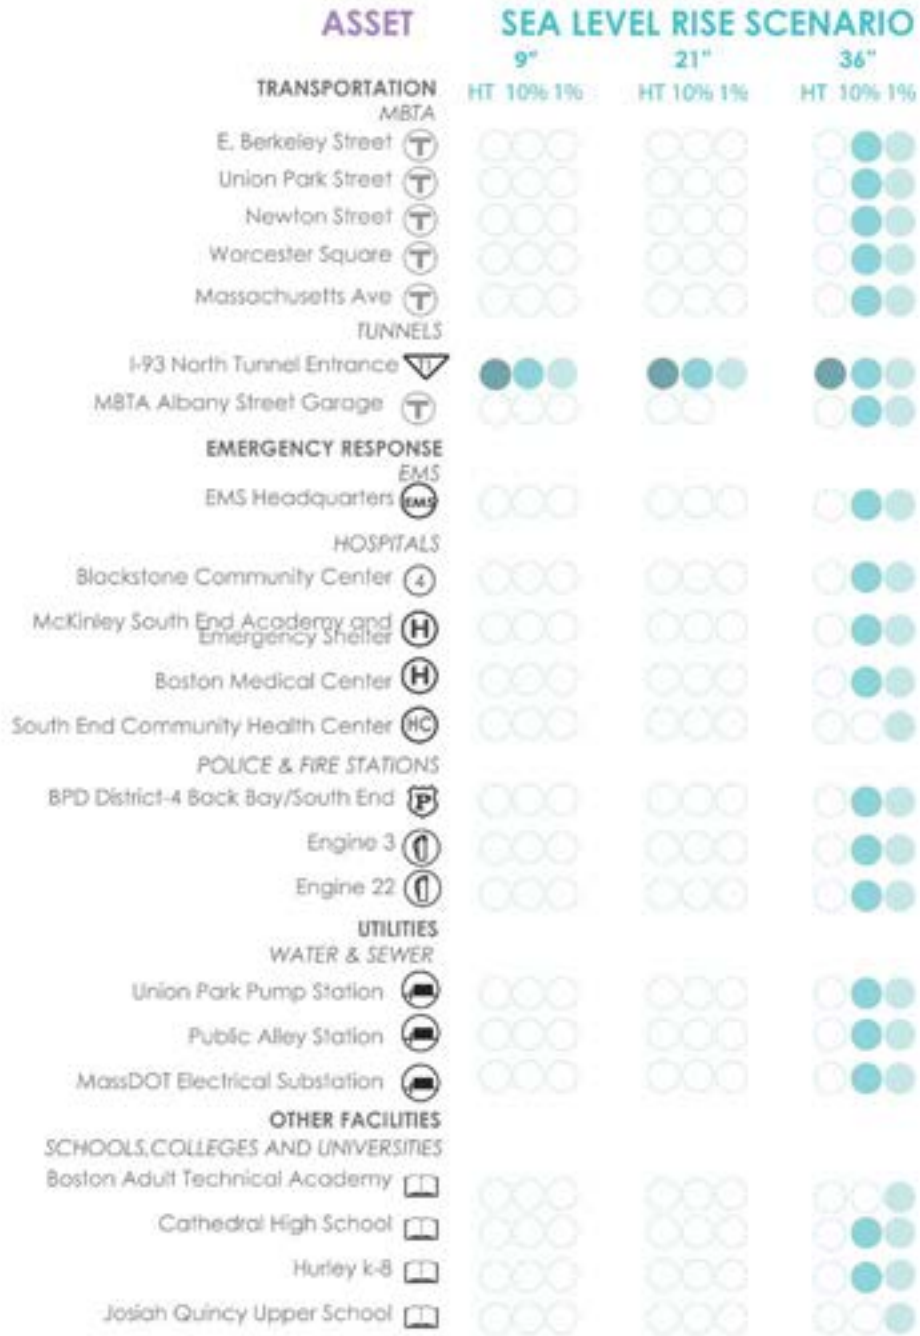 ASSET SEA LEVEL RISE SCENARIO
9" 21" 36"
TRANSPORTATION HT 10% 1% HT 10% 1% HT 10% 1%
MBTA
E. Berkeley Street T
Union Park Street T
Newton Street T
Worcester Square T
Massachusetts Ave T
TUNNELS
I-93 North Tunnel Entrance
MBTA Albany Street Garage T
EMERGENCY RESPONSE
EMS
EMS Headquarters EMS
HOSPITALS
Blackstone Community Center 4
McKinley South End Academy and
Emergency Shelter H
Boston Medical Center H
South End Community Health Center HC
POLICE & FIRE STATIONS
BPD District-4 Back Bay/South End P
Engine 3
Engine 22
UTILITIES
WATER & SEWER
Union Park Pump Station
Public Alley Station
MassDOT Electrical Substation
OTHER FACILITIES
SCHOOLS,COLLEGES AND UNIVERSITIES
Boston Adult Technical Academy
Cathedral High School
Hurley k-8
Josiah Quincy Upper School